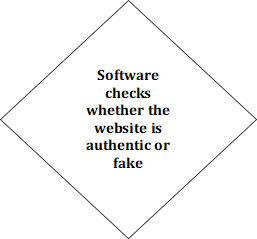 Software
checks
whether the
website is
authentic or
fake